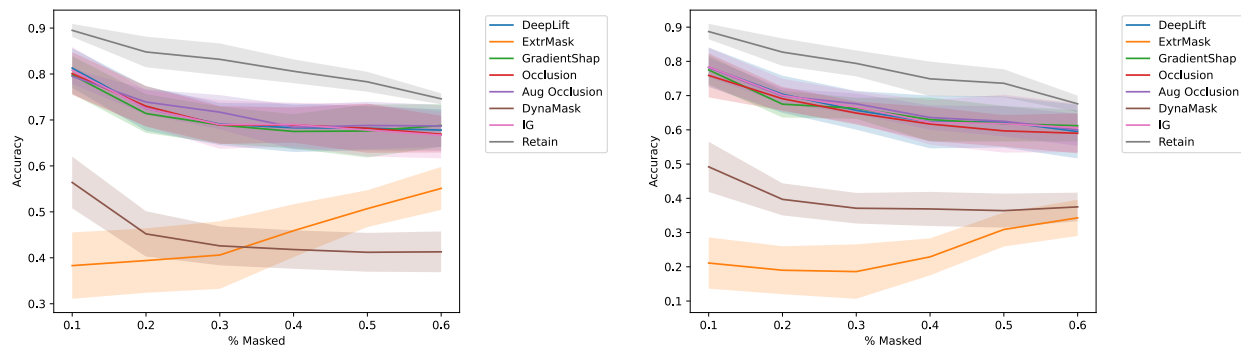 0.9
0.8
0.7
0.6
0.5
0.4
0.3
Accuracy
0.1 0.2 0.3 0.4 0.5 0.6
% Masked
DeepLift
ExtrMask
GradientShap
Occlusion
Aug Occlusion
DynaMask
IG
Retain
0.9
0.8
0.7
0.6
0.5
0.4
0.3
0.2
0.1
Accuracy
0.1 0.2 0.3 0.4 0.5 0.6
% Masked
DeepLift
ExtrMask
GradientShap
Occlusion
Aug Occlusion
DynaMask
IG
Retain